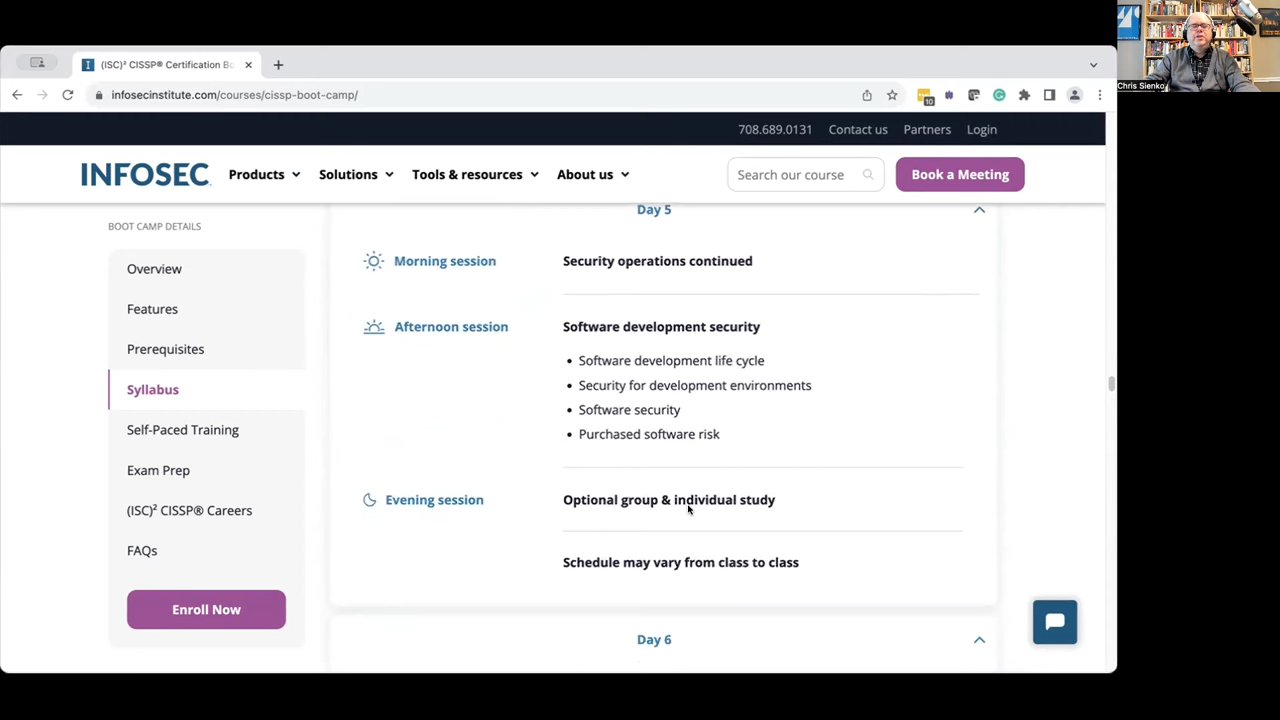 (ISC)² CISSP® Certification Bo
infosecinstitute.com/courses/cissp-boot-camp/
10
Chris Sienko
708.689.0131 Contact us Partners Login
INFOSEC Products Solutions Tools & resources About us Search our course Book a Meeting
BOOT CAMP DETAILS
Overview
Features
Prerequisites
Syllabus
Self-Paced Training
Exam Prep
(ISC)² CISSP® Careers
FAQs
Enroll Now
Day 5
Morning session Security operations continued
Afternoon session Software development security
• Software development life cycle
• Security for development environments
• Software security
• Purchased software risk
Evening session Optional group & individual study
Schedule may vary from class to class
Day 6